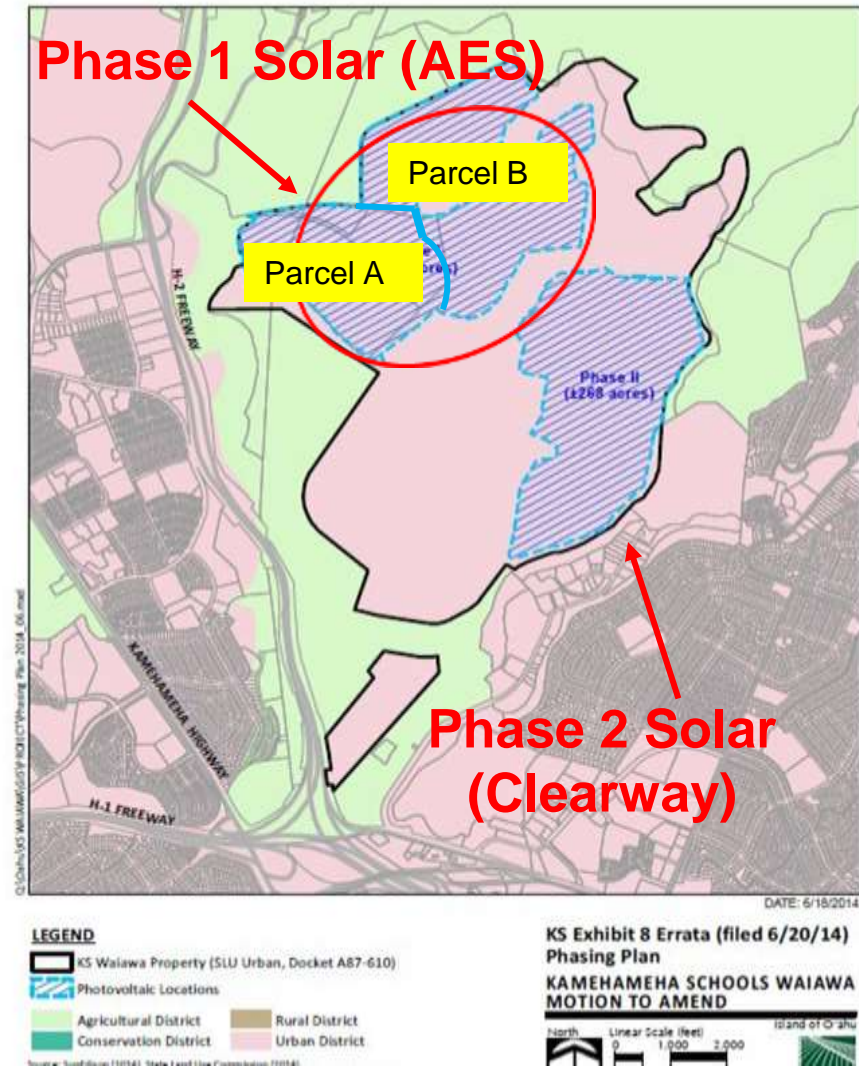 Phase 1 Solar (AES)
Parcel B
Parcel A
acres)
H-2 FREEWAY
Phase II
(±268 acres)
KAMEHAMEHA HIGHWAY
H-1 FREEWAY
Phase 2 Solar
(Clearway)
DATE: 6/18/2014
LEGEND
KS Waiawa Property (SLU Urban, Docket A87-610)
Photovoltaic Locations
Agricultural District
Rural District
Conservation District
Urban District
KS Exhibit 8 Errata (filed 6/20/14)
Phasing Plan
KAMEHAMEHA SCHOOLS WAIAWA
MOTION TO AMEND
North
Linear Scale (feet)
0 1,000 2,000
Island of O'ahu